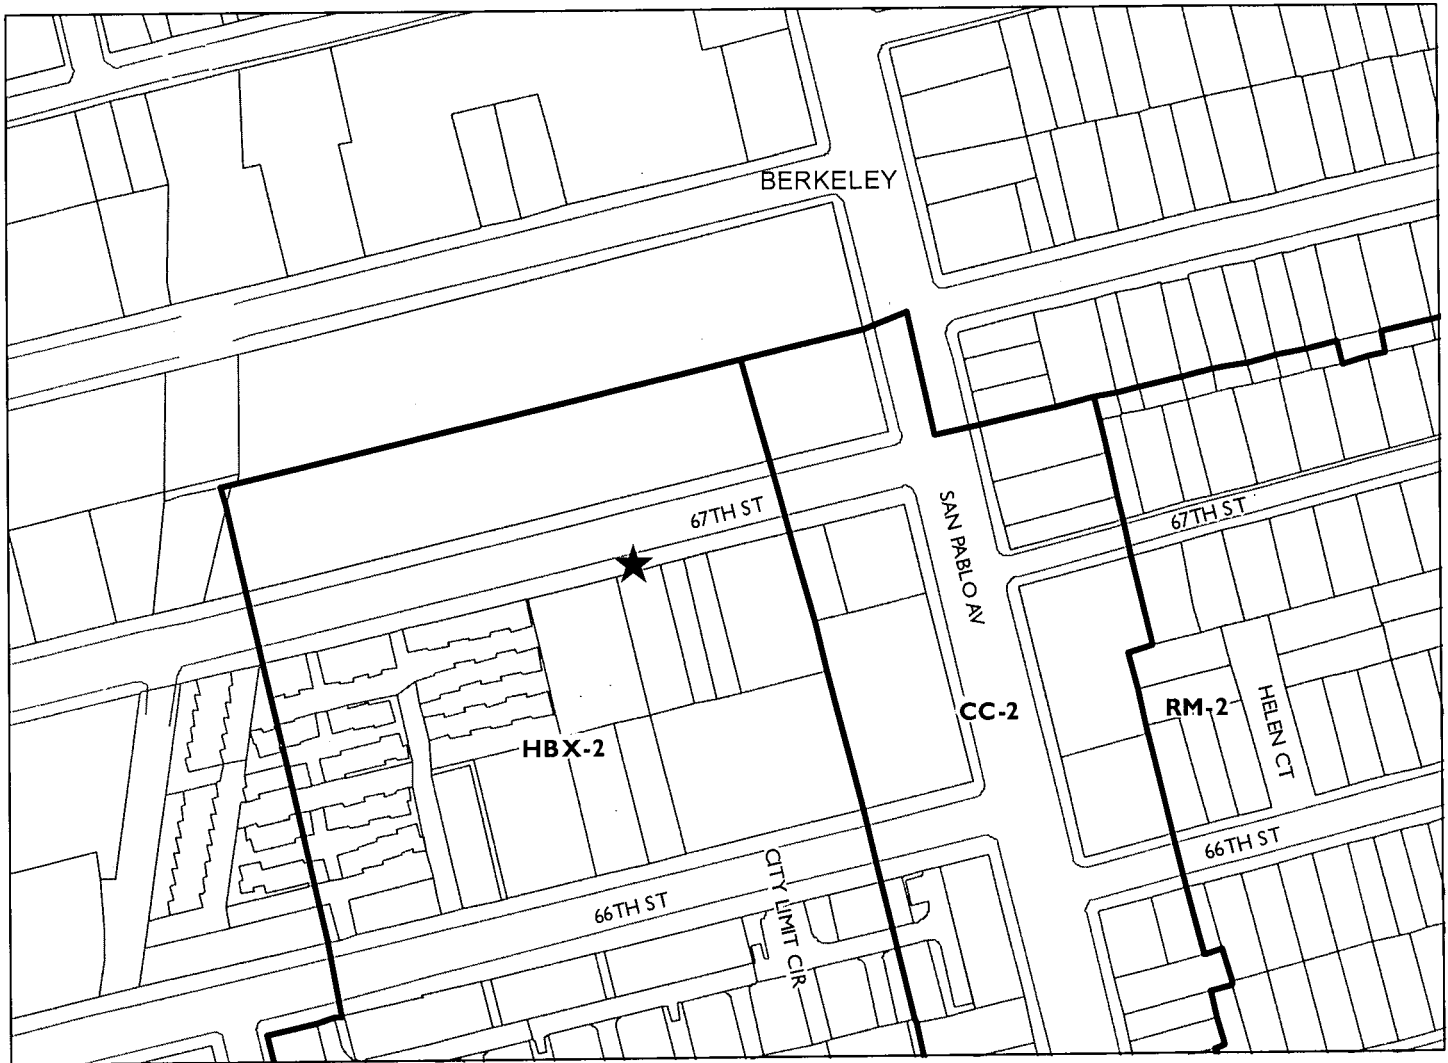 BERKELEY
67TH ST
SAN PABLO AV
67TH ST
HBX-2
CC-2
RM-2
HELEN CT
66TH ST
CITY LIMIT CIR
66TH ST